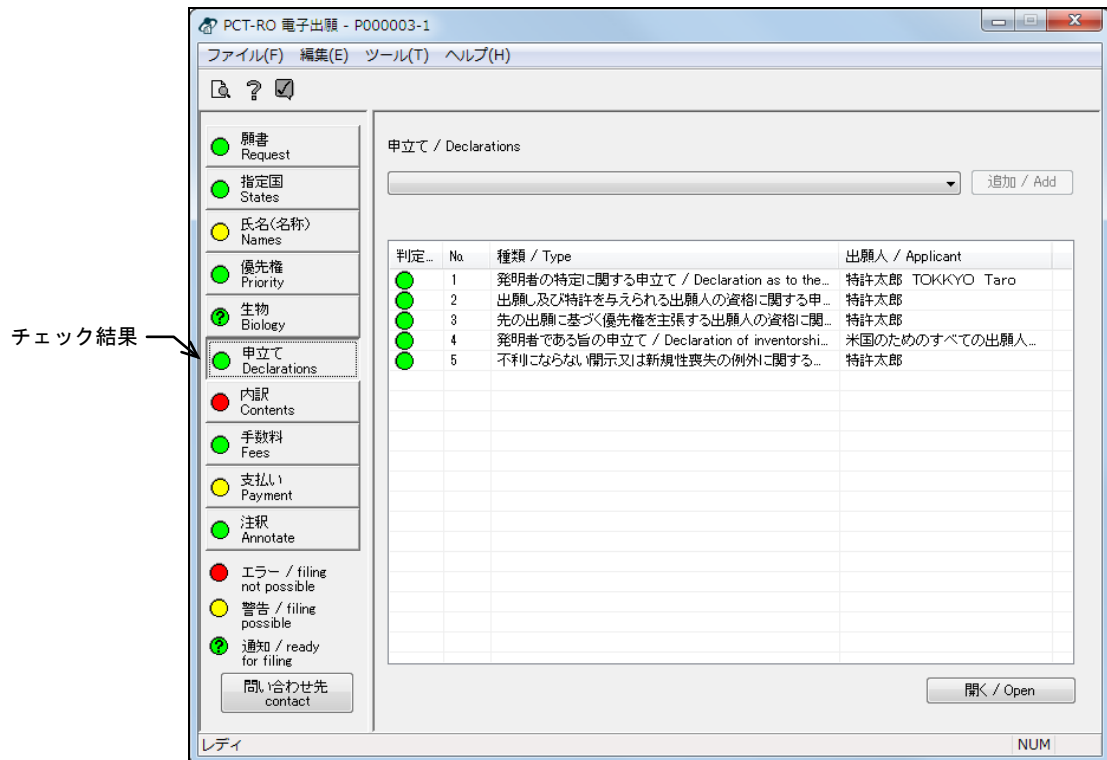 PCT-RO 電子出願 - P000003-1
ファイル(F) 編集(E) ツール(T) ヘルプ(H)
願書
Request
指定国
States
氏名(名称)
Names
優先権
Priority
生物
Biology
チェック結果
申立て
Declarations
内訳
Contents
手数料
Fees
支払い
Payment
注釈
Annotate
エラー / filing
not possible
警告 / filing
possible
通知 / ready
for filing
問い合わせ先
contact
申立て / Declarations
追加 / Add
判定... No. 種類 / Type 出願人 / Applicant
1 発明者の特定に関する申立て / Declaration as to the... 特許太郎 TOKKYO Taro
2 出願し及び特許を与えられる出願人の資格に関する申... 特許太郎
3 先の出願に基づく優先権を主張する出願人の資格に関... 特許太郎
4 発明者である旨の申立て / Declaration of inventorshi... 米国のためのすべての出願人...
5 不利にならない開示又は新規性喪失の例外に関する... 特許太郎
開く / Open
レディ NUM